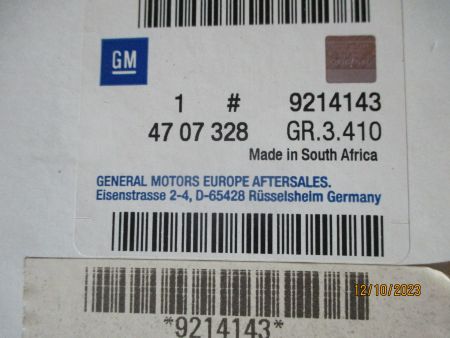 GM
1 # 9214143
47 07 328 GR.3.410
Made in South Africa
GENERAL MOTORS EUROPE AFTERSALES.
Eisenstrasse 2-4, D-65428 Rüsselsheim Germany
12/10/2023
*9214143*